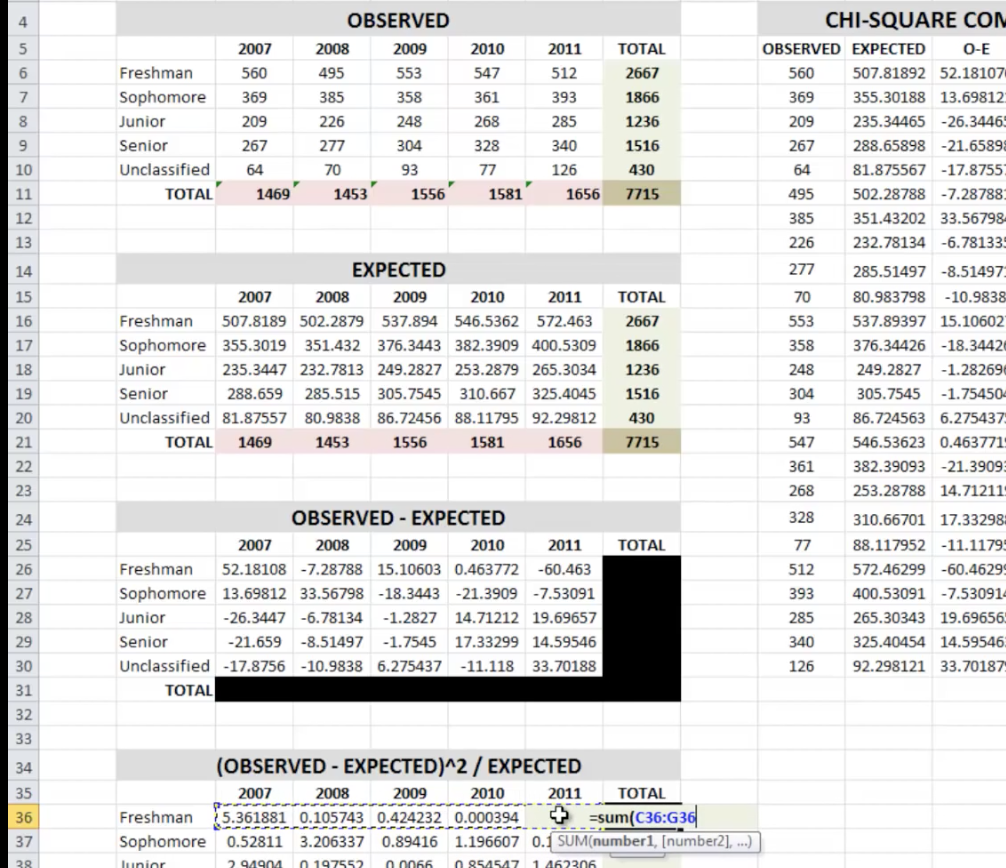 4 OBSERVED CHI-SQUARE COM
5 2007 2008 2009 2010 2011 TOTAL OBSERVED EXPECTED O-E
6 Freshman 560 495 553 547 512 2667 560 507.81892 52.181076
7 Sophomore 369 385 358 361 393 1866 369 355.30188 13.69812
8 Junior 209 226 248 268 285 1236 209 235.34465 -26.34465
9 Senior 267 277 304 328 340 1516 267 288.65898 -21.65898
10 Unclassified 64 70 93 77 126 430 64 81.875567 -17.87557
11 TOTAL 1469 1453 1556 1581 1656 7715 495 502.28788 -7.28788
12 385 351.43202 33.56798
13 226 232.78134 -6.78133
14 EXPECTED 277 285.51497 -8.51497
15 2007 2008 2009 2010 2011 TOTAL 70 80.983798 -10.9838
16 Freshman 507.8189 502.2879 537.894 546.5362 572.463 2667 553 537.89397 15.10602
17 Sophomore 355.3019 351.432 376.3443 382.3909 400.5309 1866 358 376.34426 -18.34426
18 Junior 235.3447 232.7813 249.2827 253.2879 265.3034 1236 248 249.2827 -1.28269
19 Senior 288.659 285.515 305.7545 310.667 325.4045 1516 304 305.7545 -1.75450
20 Unclassified 81.87557 80.9838 86.72456 88.11795 92.29812 430 93 86.724563 6.27543
21 TOTAL 1469 1453 1556 1581 1656 7715 547 546.53623 0.463771
22 361 382.39093 -21.39093
23 268 253.28788 14.71211
24 OBSERVED - EXPECTED 328 310.66701 17.33298
25 2007 2008 2009 2010 2011 TOTAL 77 88.117952 -11.11795
26 Freshman 52.18108 -7.28788 15.10603 0.463772 -60.463 512 572.46299 -60.46299
27 Sophomore 13.69812 33.56798 -18.3443 -21.3909 -7.53091 393 400.53091 -7.53091
28 Junior -26.3447 -6.78134 -1.2827 14.71212 19.69657 285 265.30343 19.69656
29 Senior -21.659 -8.51497 -1.7545 17.33299 14.59546 340 325.40454 14.59546
30 Unclassified -17.8756 -10.9838 6.275437 -11.118 33.70188 126 92.298121 33.70187
31 TOTAL
32
33
34 (OBSERVED - EXPECTED)^2 / EXPECTED
35 2007 2008 2009 2010 2011 TOTAL
36 Freshman 5.361881 0.105743 0.424232 0.000394 =sum(C36:G36
37 Sophomore 0.52811 3.206337 0.89416 1.196607 SUM(number1, [number2], ...)
38 Junior 2.94904 0.197552 0.0066 0.854547 1.462306